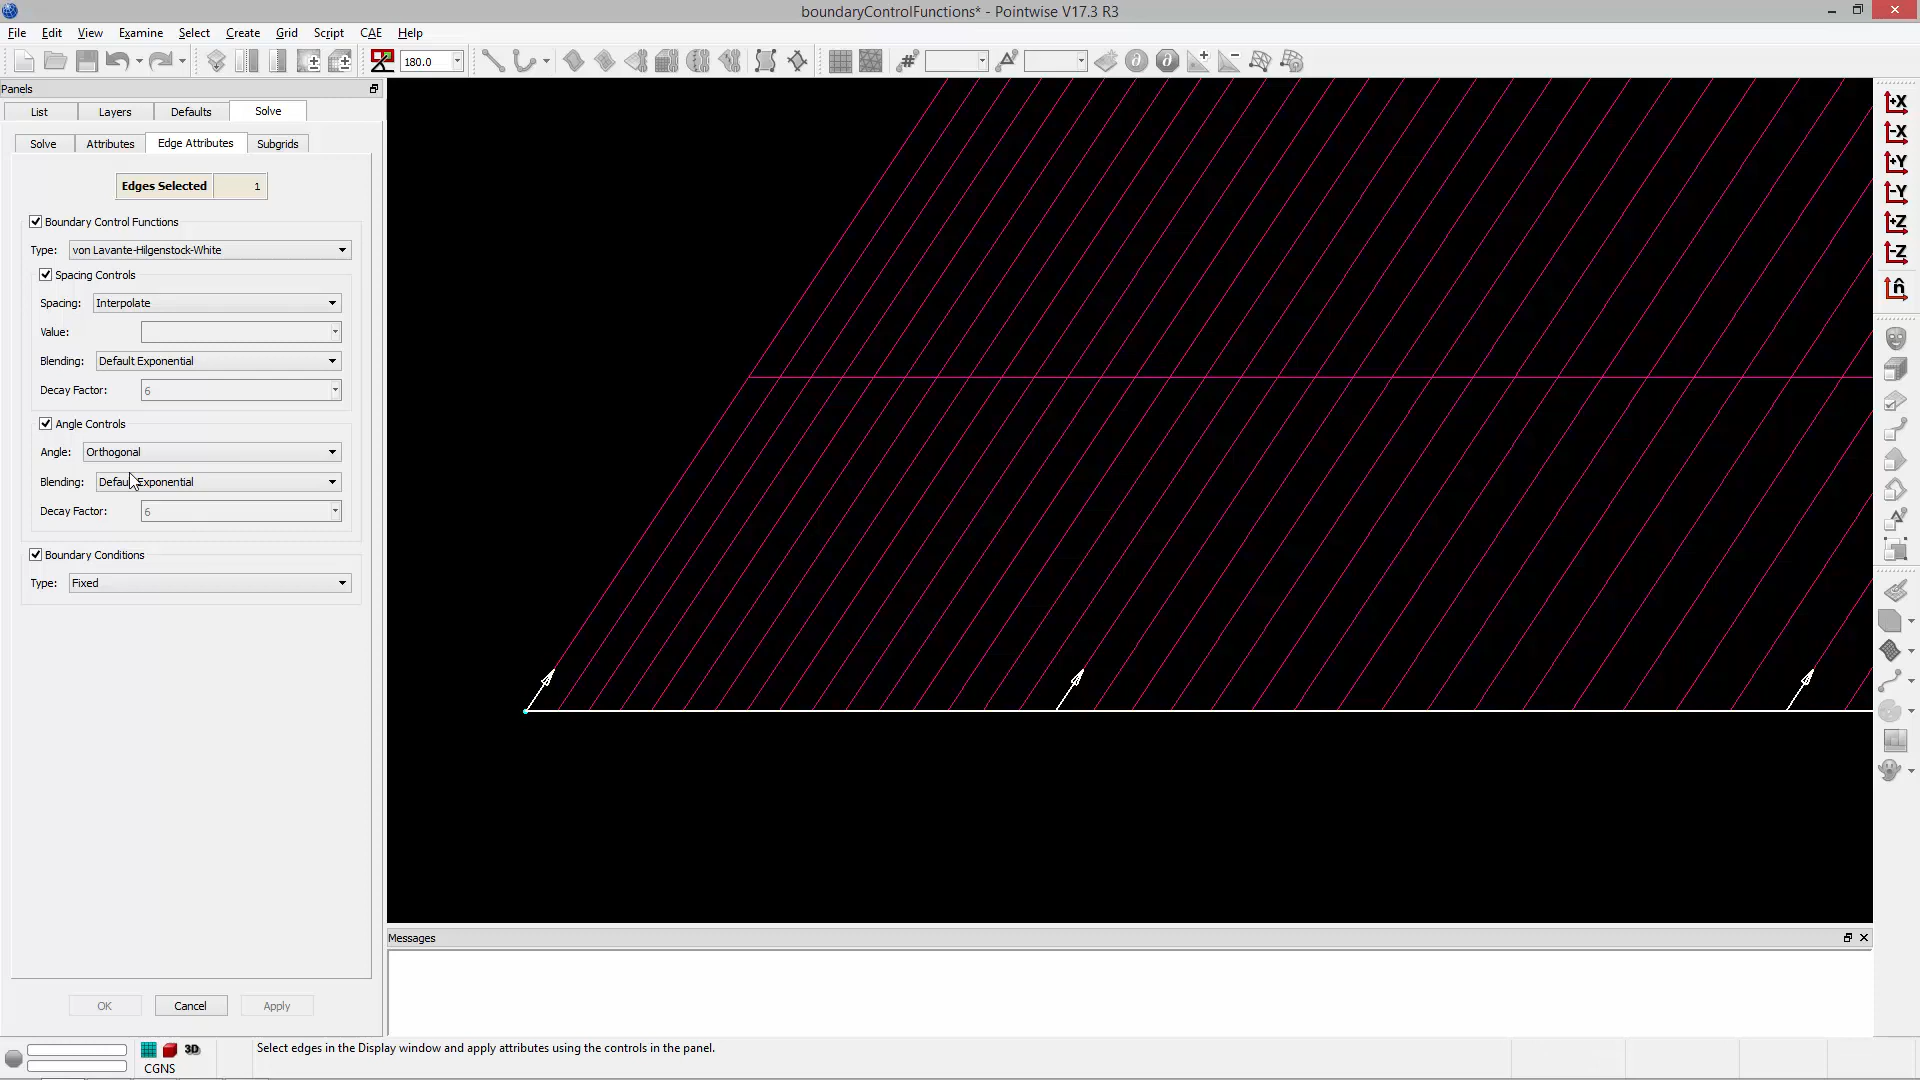 boundaryControlFunctions* - Pointwise V17.3 R3
File Edit View Examine Select Create Grid Script CAE Help
180.0
Panels
List Layers Defaults Solve
Solve Attributes Edge Attributes Subgrids
Edges Selected 1
Boundary Control Functions
Type: von Lavante-Hilgenstock-White
Spacing Controls
Spacing: Interpolate
Value:
Blending: Default Exponential
Decay Factor: 6
Angle Controls
Angle: Orthogonal
Blending: Default Exponential
Decay Factor: 6
Boundary Conditions
Type: Fixed
OK Cancel Apply
Messages
3D
CGNS
Select edges in the Display window and apply attributes using the controls in the panel.
+X
-X
+Y
-Y
+Z
-Z
n̂